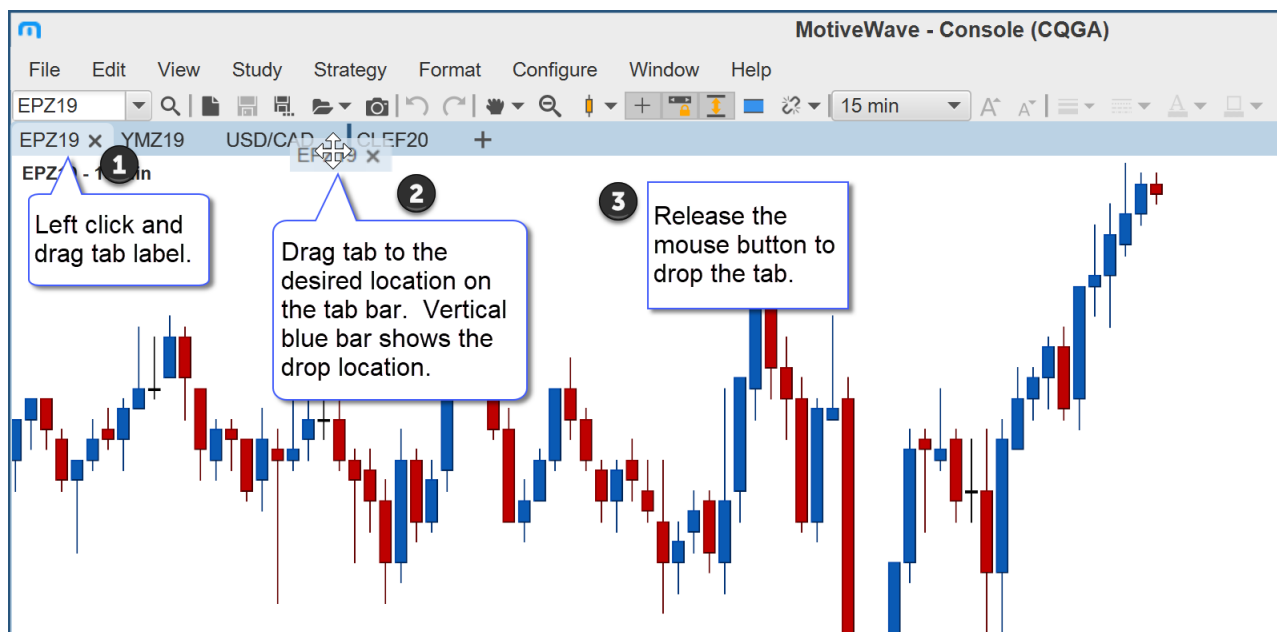 MotiveWave - Console (CQGA)
File Edit View Study Strategy Format Configure Window Help
EPZ19 15 min A A A
EPZ19 YMZ19 USD/CAD CLEF20 +
1
2
3
Left click and
drag tab label.
Drag tab to the
desired location on
the tab bar. Vertical
blue bar shows the
drop location.
Release the
mouse button to
drop the tab.